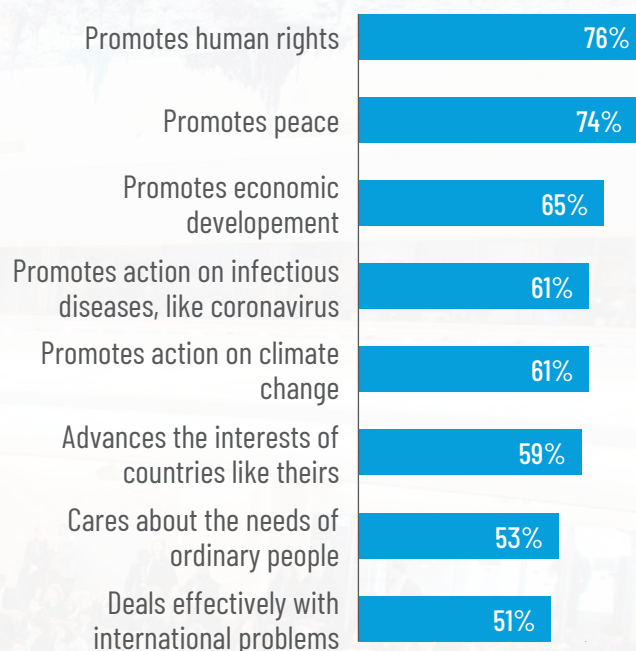 Promotes human rights 76%
Promotes peace 74%
Promotes economic
developement 65%
Promotes action on infectious
diseases, like coronavirus 61%
Promotes action on climate
change 61%
Advances the interests of
countries like theirs 59%
Cares about the needs of
ordinary people 53%
Deals effectively with
international problems 51%